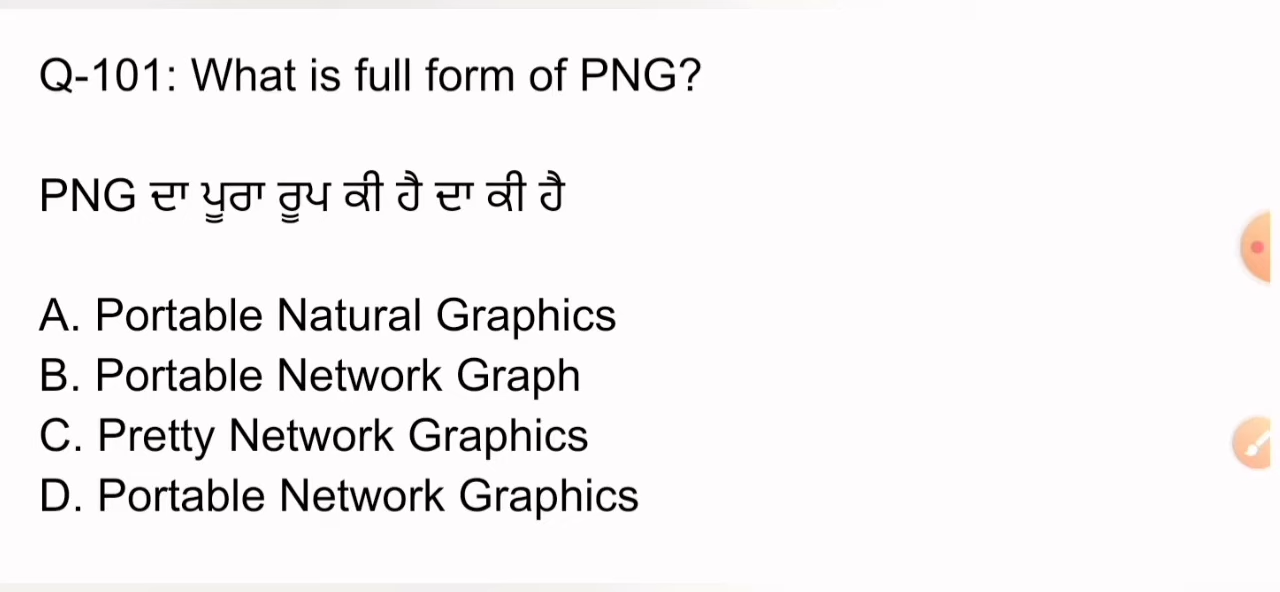 Q-101: What is full form of PNG?
PNG ਦਾ ਪੂਰਾ ਰੂਪ ਕੀ ਹੈ ਦਾ ਕੀ ਹੈ
A. Portable Natural Graphics
B. Portable Network Graph
C. Pretty Network Graphics
D. Portable Network Graphics